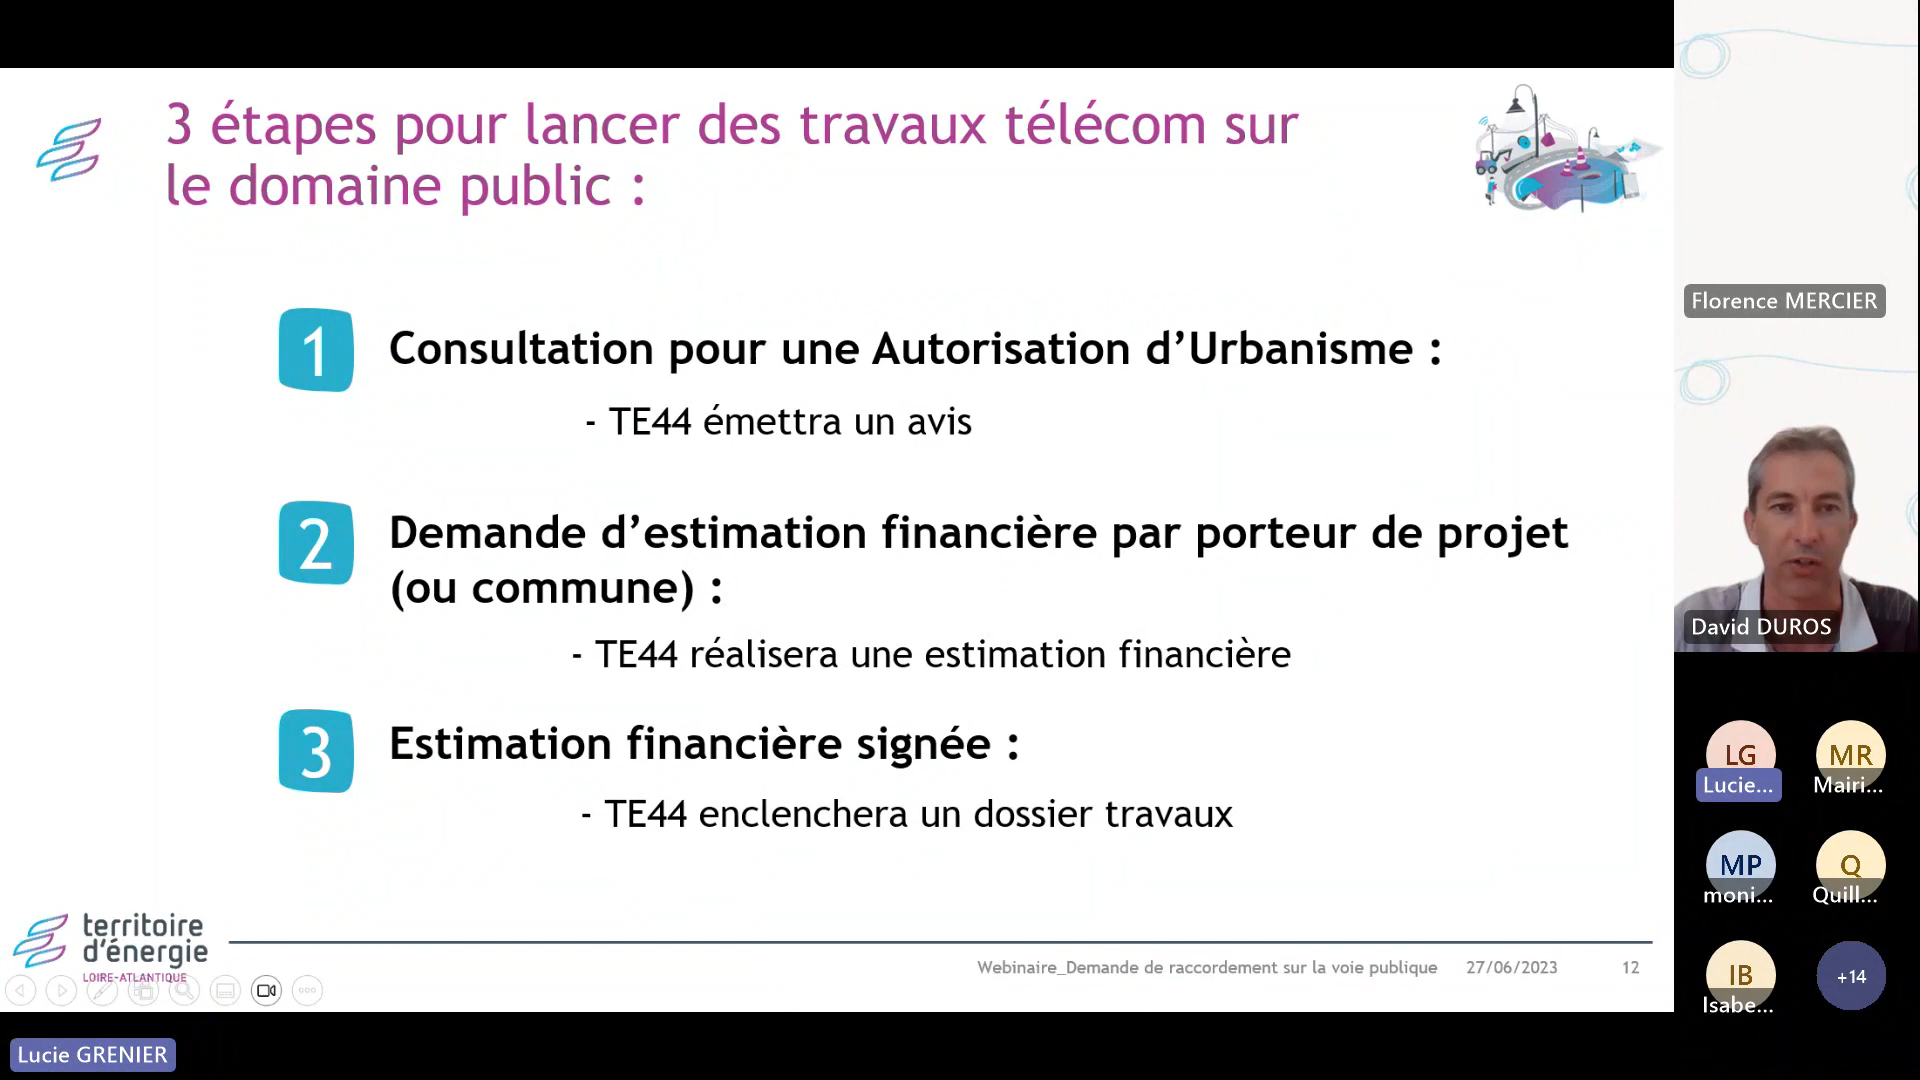 3 étapes pour lancer des travaux télécom sur
le domaine public :
1
Consultation pour une Autorisation d’Urbanisme :
- TE44 émettra un avis
2
Demande d’estimation financière par porteur de projet
(ou commune) :
- TE44 réalisera une estimation financière
3
Estimation financière signée :
- TE44 enclenchera un dossier travaux
territoire
d'énergie
LOIRE-ATLANTIQUE
Webinaire_Demande de raccordement sur la voie publique
27/06/2023
12
Lucie GRENIER
Florence MERCIER
David DUROS
LG
Lucie...
MR
Mairi...
MP
moni...
Q
Quill...
IB
Isabe...
+14